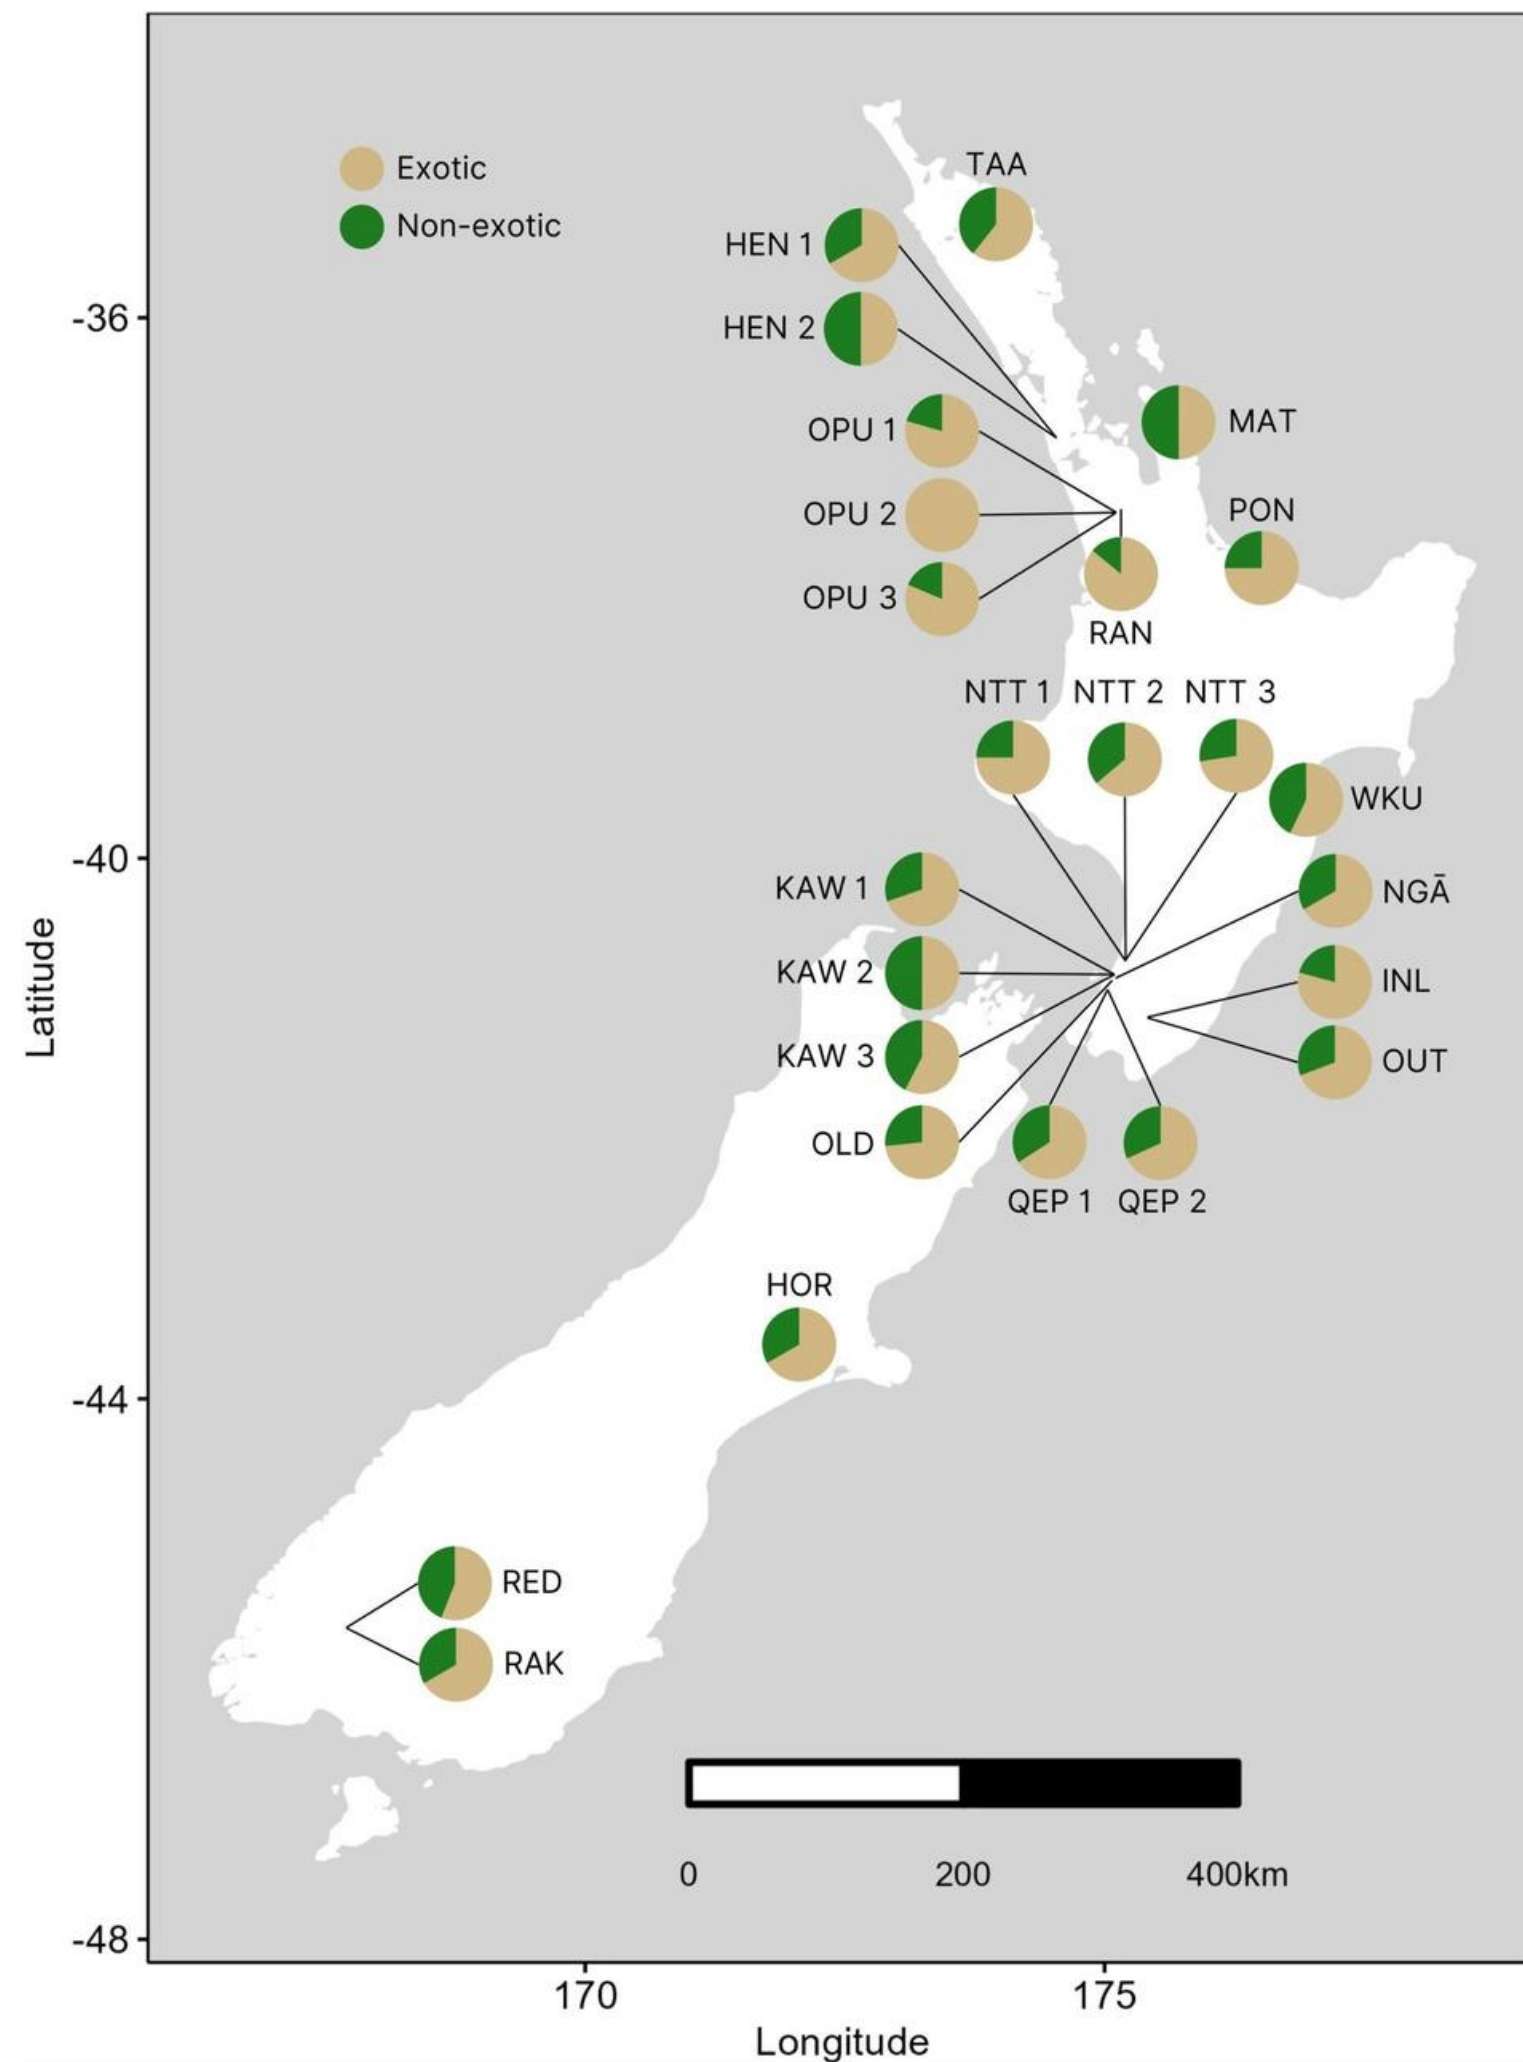 TAA
Exotic
Non-exotic
HEN 1
HEN 2
-36
MAT
OPU 1
OPU 2
PON
OPU 3
RAN
NTT 1 NTT 2 NTT 3
WKU
-40
KAW 1
NGĀ
KAW 2
INL
KAW 3
OUT
OLD
QEP 1 QEP 2
Latitude
HOR
-44
RED
RAK
0 200 400km
-48
170 175
Longitude